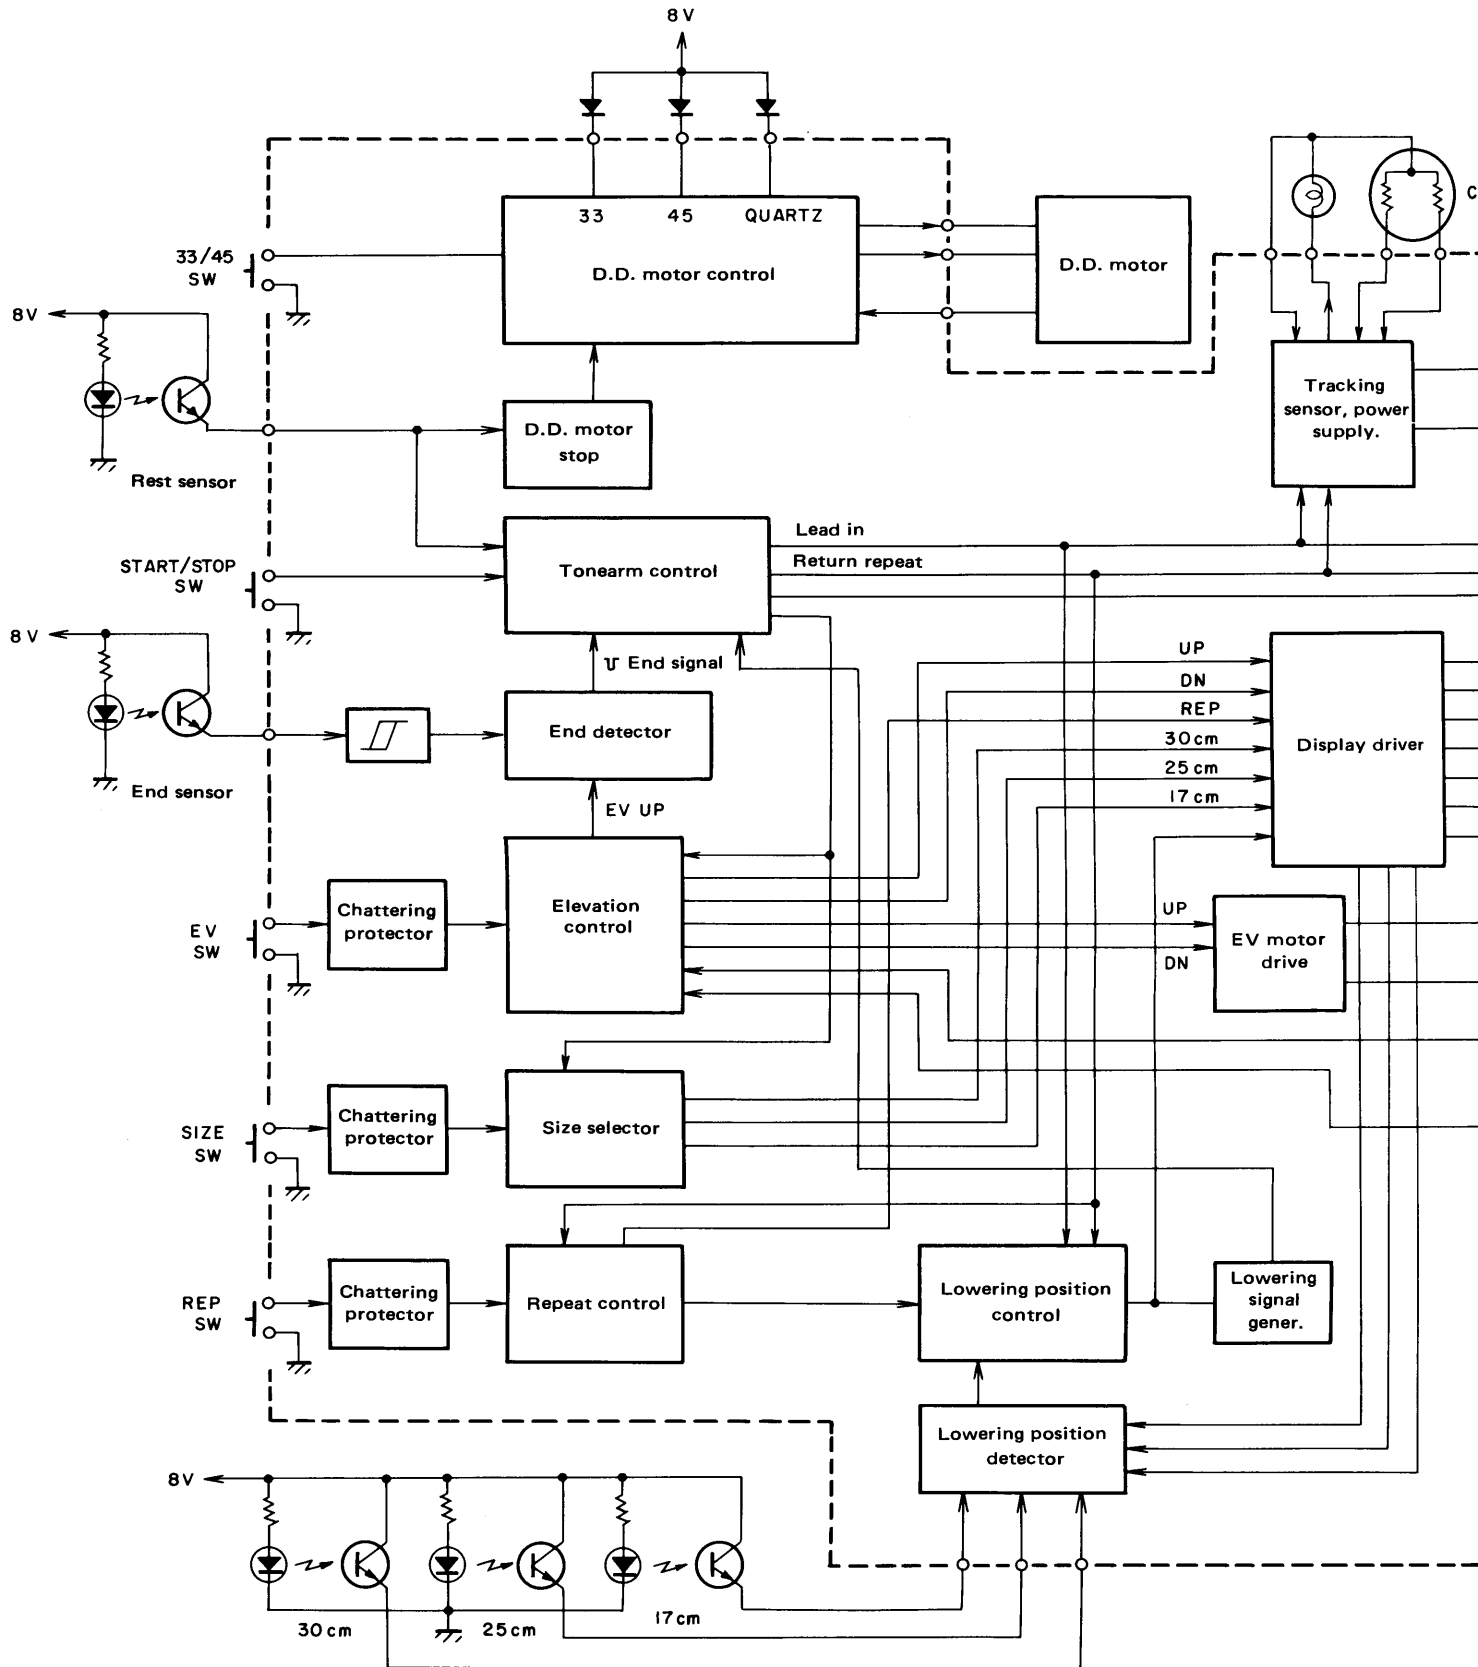 8 V
33 45 QUARTZ
D.D. motor control
D.D. motor
33/45
SW
C
8 V
Tracking
sensor, power
supply.
D.D. motor
stop
Rest sensor
Lead in
Return repeat
Tonearm control
START/STOP
SW
8 V
End signal
UP
DN
REP
30 cm
25 cm
17 cm
Display driver
End detector
End sensor
EV UP
Chattering
protector
Elevation
control
EV
SW
UP
DN
EV motor
drive
SIZE
SW
Chattering
protector
Size selector
REP
SW
Chattering
protector
Repeat control
Lowering position
control
Lowering
signal
gener.
Lowering position
detector
8 V
30 cm
25 cm
17 cm